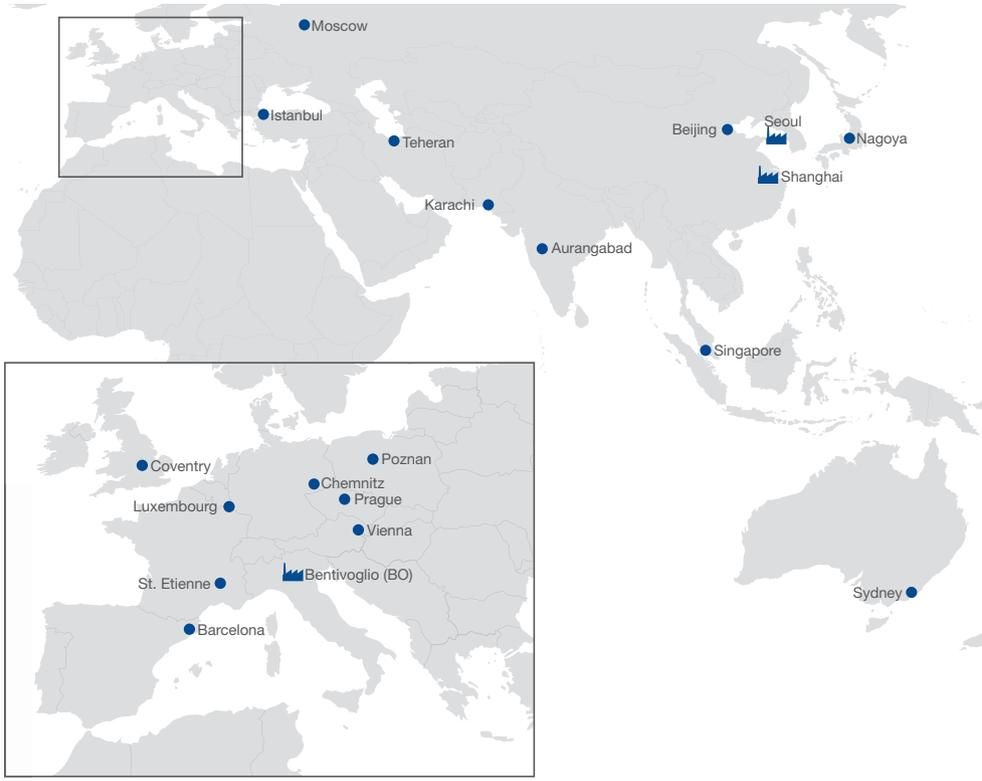 Moscow
Istanbul
Teheran
Beijing
Seoul
Nagoya
Shanghai
Karachi
Aurangabad
Singapore
Coventry
Poznan
Chemnitz
Prague
Luxembourg
Vienna
Bentivoglio (BO)
St. Etienne
Sydney
Barcelona